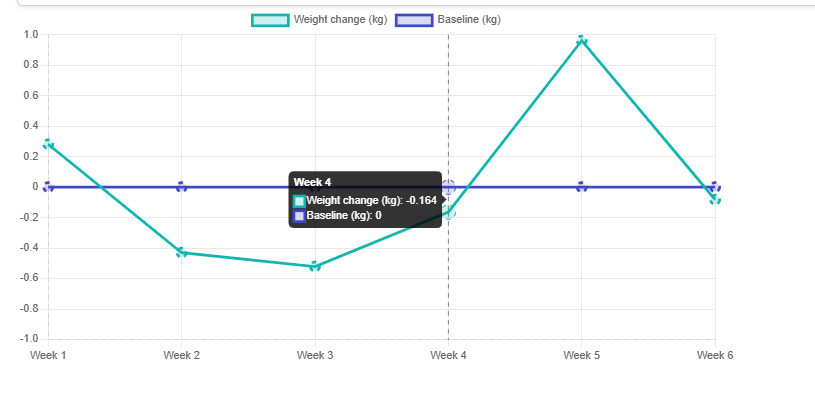 Weight change (kg) Baseline (kg)
1.0
0.8
0.6
0.4
0.2
0
-0.2
-0.4
-0.6
-0.8
-1.0
Week 4
Weight change (kg): -0.164
Baseline (kg): 0
Week 1 Week 2 Week 3 Week 4 Week 5 Week 6